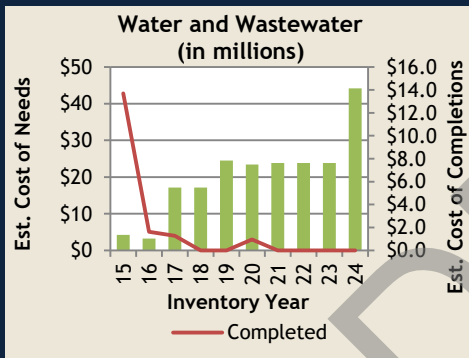 Water and Wastewater
(in millions)
Est. Cost of Needs
$50
$40
$30
$20
$10
$0
$16.0
$14.0
$12.0
$10.0
$8.0
$6.0
$4.0
$2.0
$0.0
Est. Cost of Completions
15 16 17 18 19 20 21 22 23 24
Inventory Year
Completed